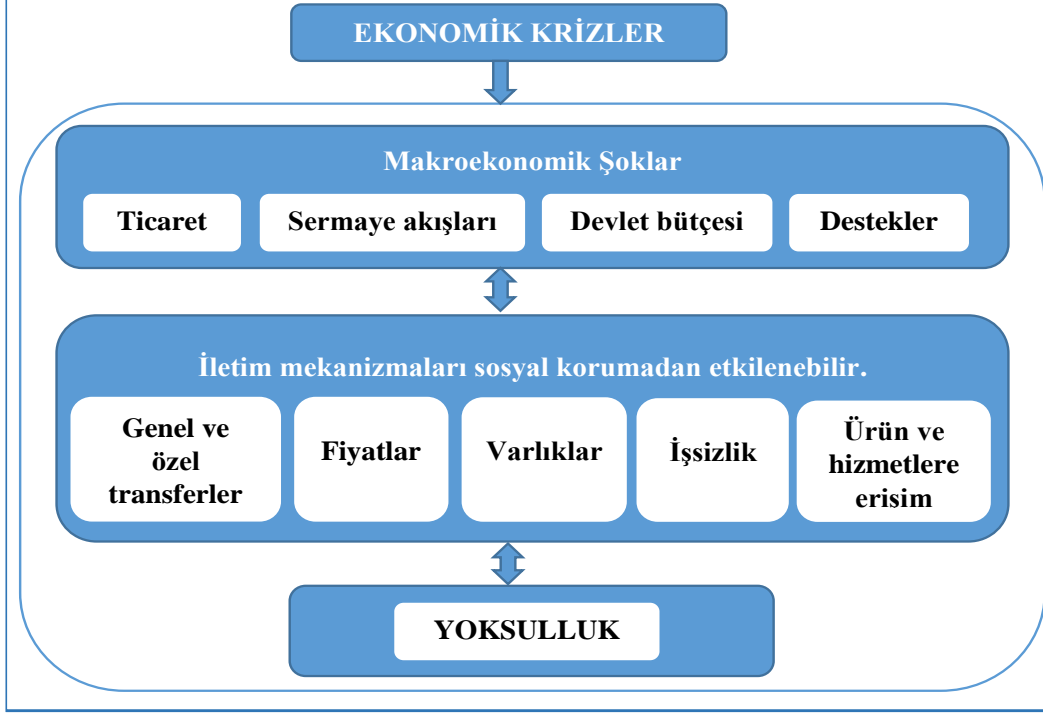 EKONOMİK KRİZLER
Makroekonomik Şoklar
Ticaret
Sermaye akışları
Devlet bütçesi
Destekler
İletim mekanizmaları sosyal korumadan etkilenebilir.
Genel ve
özel
transferler
Fiyatlar
Varlıklar
İşsizlik
Ürün ve
hizmetlere
erisim
YOKSULLUK